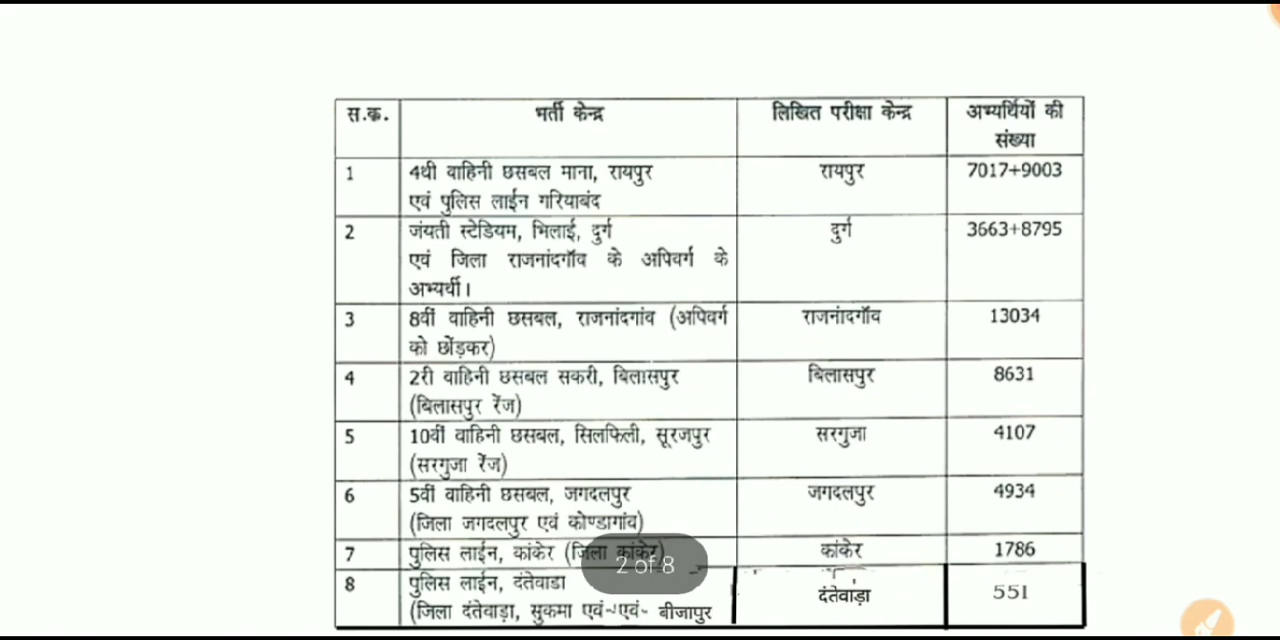 स.क. भर्ती केन्द्र लिखित परीक्षा केन्द्र अभ्यर्थियों की
संख्या
1 4थी वाहिनी छसबल माना, रायपुर रायपुर 7017+9003
एवं पुलिस लाईन गरियाबंद
2 जंयती स्टेडियम, भिलाई, दुर्ग दुर्ग 3663+8795
एवं जिला राजनांदगॉव के अपिवर्ग के
अभ्यर्थी।
3 8वीं वाहिनी छसबल, राजनांदगांव (अपिवर्ग राजनांदगॉव 13034
को छोंड़कर)
4 2री वाहिनी छसबल सकरी, बिलासपुर बिलासपुर 8631
(बिलासपुर रेंज)
5 10वीं वाहिनी छसबल, सिलफिली, सूरजपुर सरगुजा 4107
(सरगुजा रेंज)
6 5वीं वाहिनी छसबल, जगदलपुर जगदलपुर 4934
(जिला जगदलपुर एवं कोण्डागांव)
7 पुलिस लाईन, कांकेर (जिला कांकेर) कांकेर 1786
2 of 8
8 पुलिस लाईन, दंतेवाडा दंतेवाड़ा 551
(जिला दंतेवाड़ा, सुकमा एवं-एवं- बीजापुर